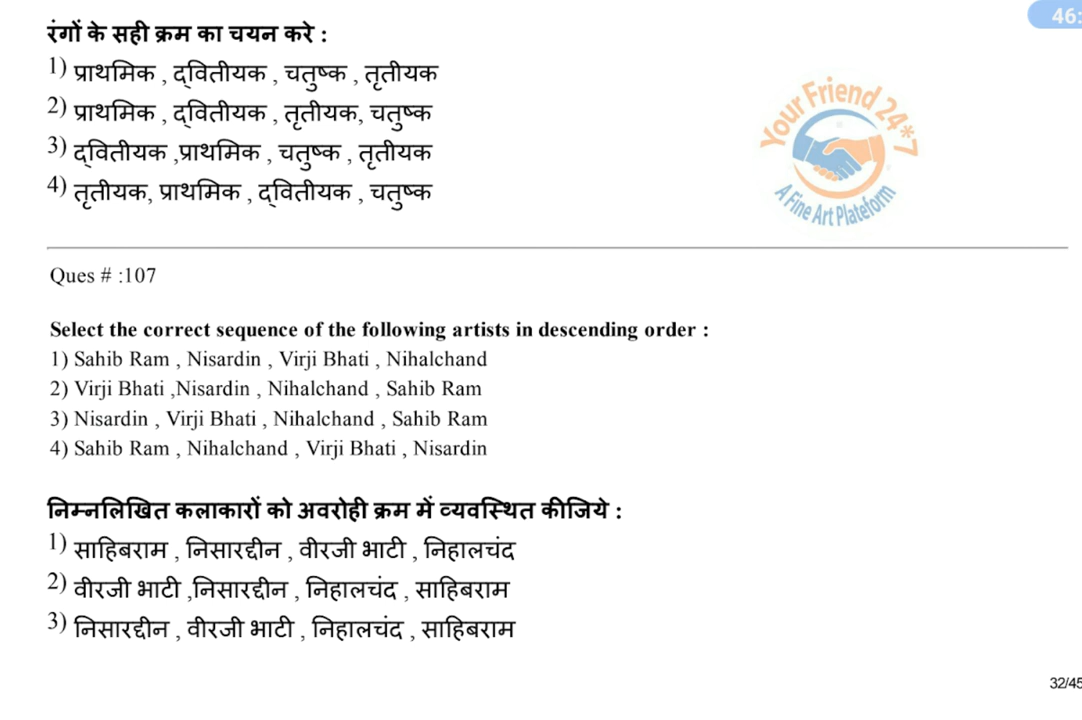 46:
रंगों के सही क्रम का चयन करे :
1) प्राथमिक , द्वितीयक , चतुष्क , तृतीयक
2) प्राथमिक , द्वितीयक , तृतीयक, चतुष्क
3) द्वितीयक ,प्राथमिक , चतुष्क , तृतीयक
4) तृतीयक, प्राथमिक , द्वितीयक , चतुष्क
Your Friend 24*7
A Fine Art Plateform
Ques # :107
Select the correct sequence of the following artists in descending order :
1) Sahib Ram , Nisardin , Virji Bhati , Nihalchand
2) Virji Bhati ,Nisardin , Nihalchand , Sahib Ram
3) Nisardin , Virji Bhati , Nihalchand , Sahib Ram
4) Sahib Ram , Nihalchand , Virji Bhati , Nisardin
निम्नलिखित कलाकारों को अवरोही क्रम में व्यवस्थित कीजिये :
1) साहिबराम , निसारद्दीन , वीरजी भाटी , निहालचंद
2) वीरजी भाटी ,निसारद्दीन , निहालचंद , साहिबराम
3) निसारद्दीन , वीरजी भाटी , निहालचंद , साहिबराम
32/45